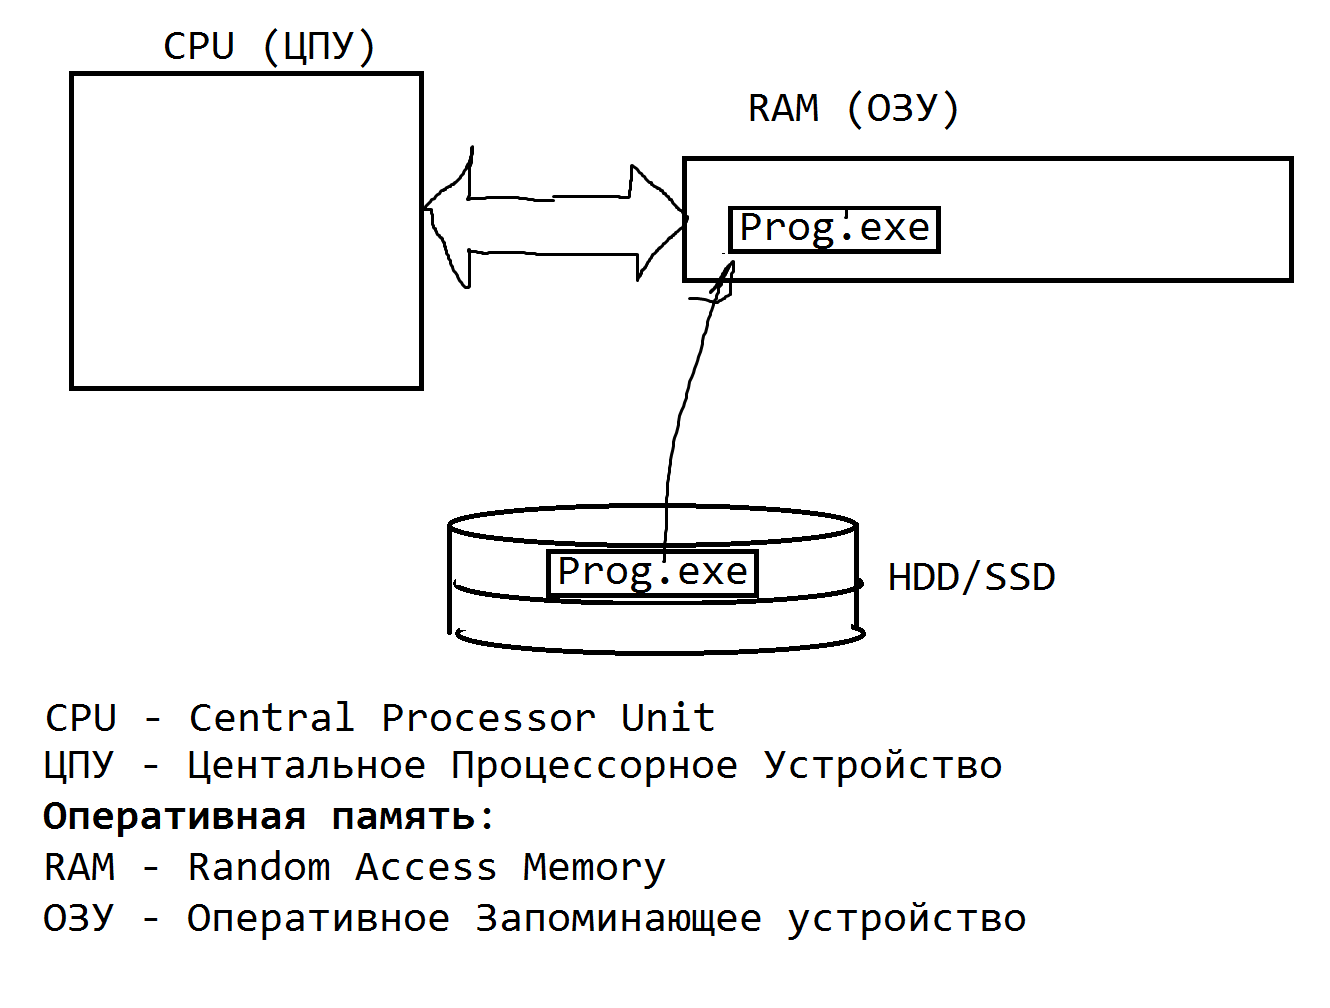 CPU (ЦПУ)
RAM (ОЗУ)
Prog.exe
Prog.exe
HDD/SSD
CPU - Central Processor Unit
ЦПУ - Центальное Процессорное Устройство
Оперативная память:
RAM - Random Access Memory
ОЗУ - Оперативное Запоминающее устройство